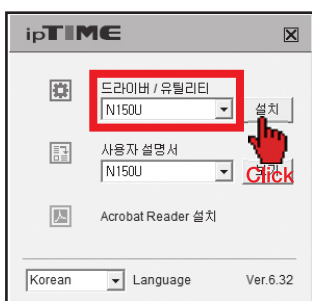 ipTIME
드라이버 / 유틸리티
N150U 설치
사용자 설명서
N150U
Click
Acrobat Reader 설치
Korean Language Ver.6.32